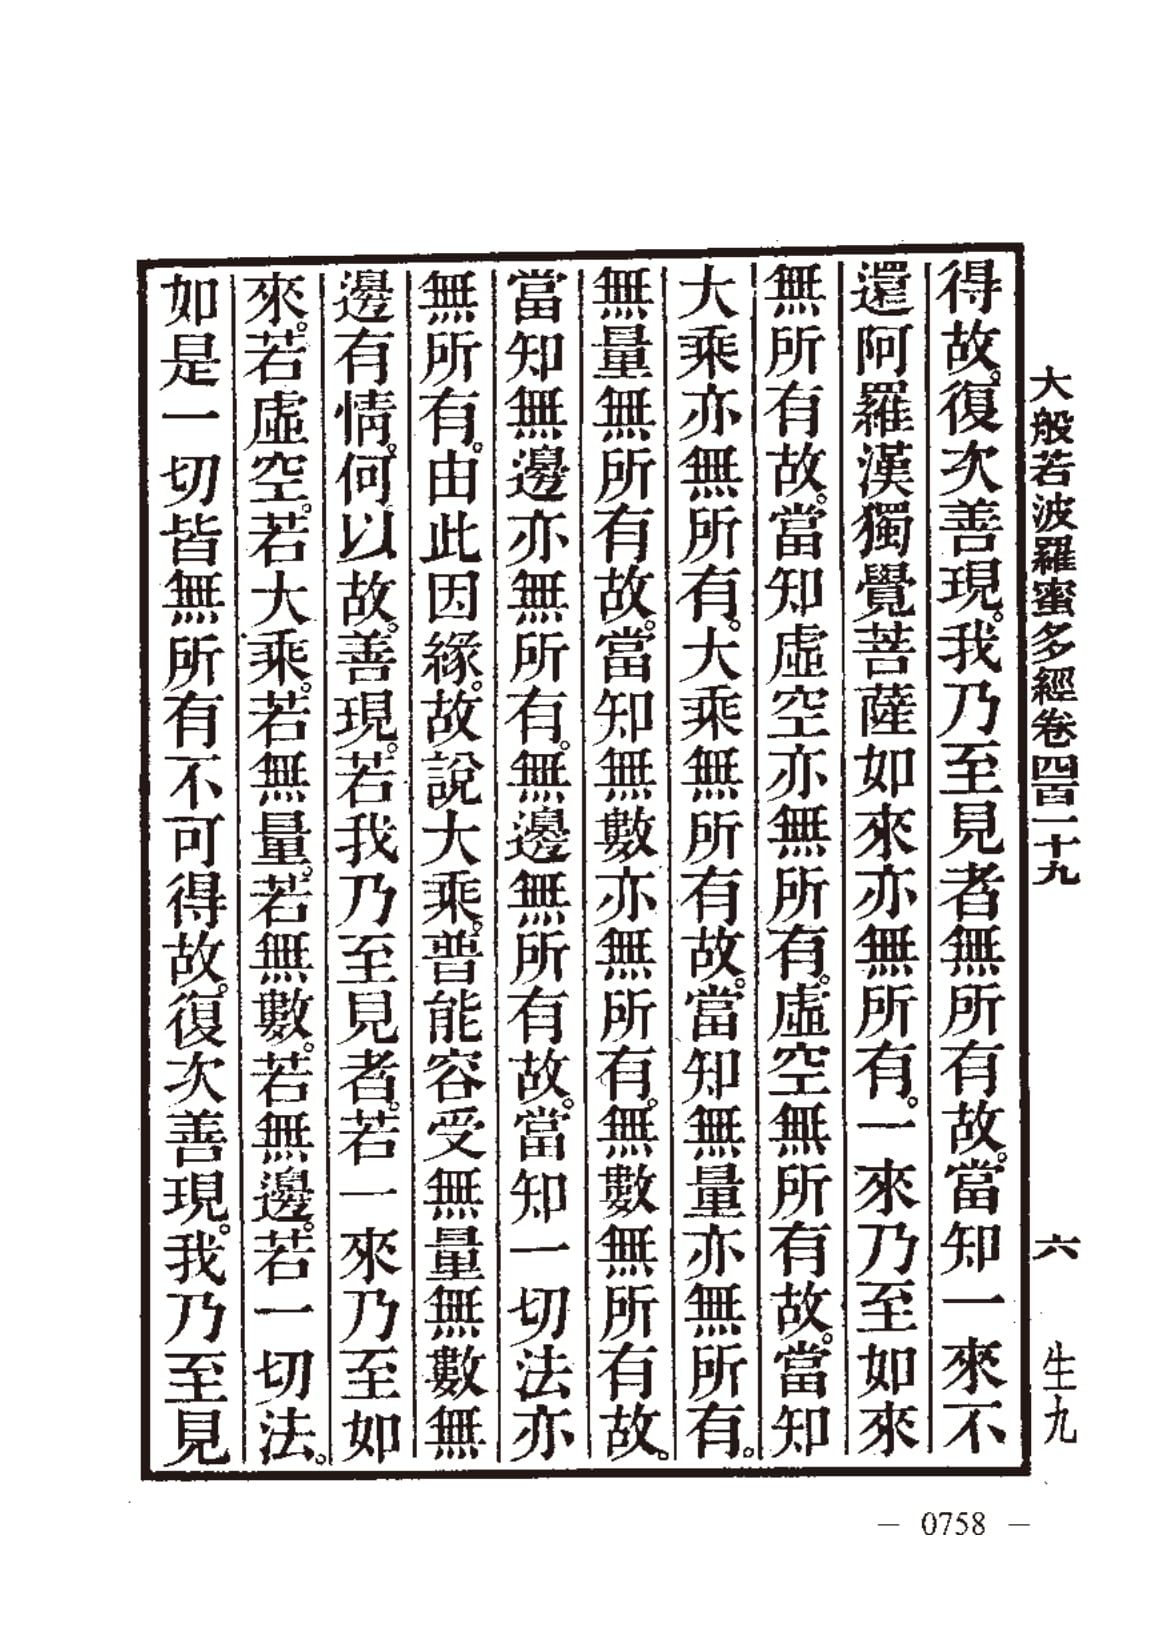 大般若波羅蜜多經卷四百一十九 六 生九
得故。復次善現。我乃至見者無所有故。當知一來不
還阿羅漢獨覺菩薩如來亦無所有。一來乃至如來
無所有故。當知虛空亦無所有。虛空無所有故。當知
大乘亦無所有。大乘無所有故。當知無量亦無所有。
無量無所有故。當知無數亦無所有。無數無所有故。
當知無邊亦無所有。無邊無所有故。當知一切法亦
無所有。由此因緣。故說大乘。普能容受無量無數無
邊有情。何以故。善現。若我乃至見者。若一來乃至如
來。若虛空。若大乘。若無量。若無數。若無邊。若一切法。
如是一切皆無所有不可得故。復次善現。我乃至見
— 0758 —